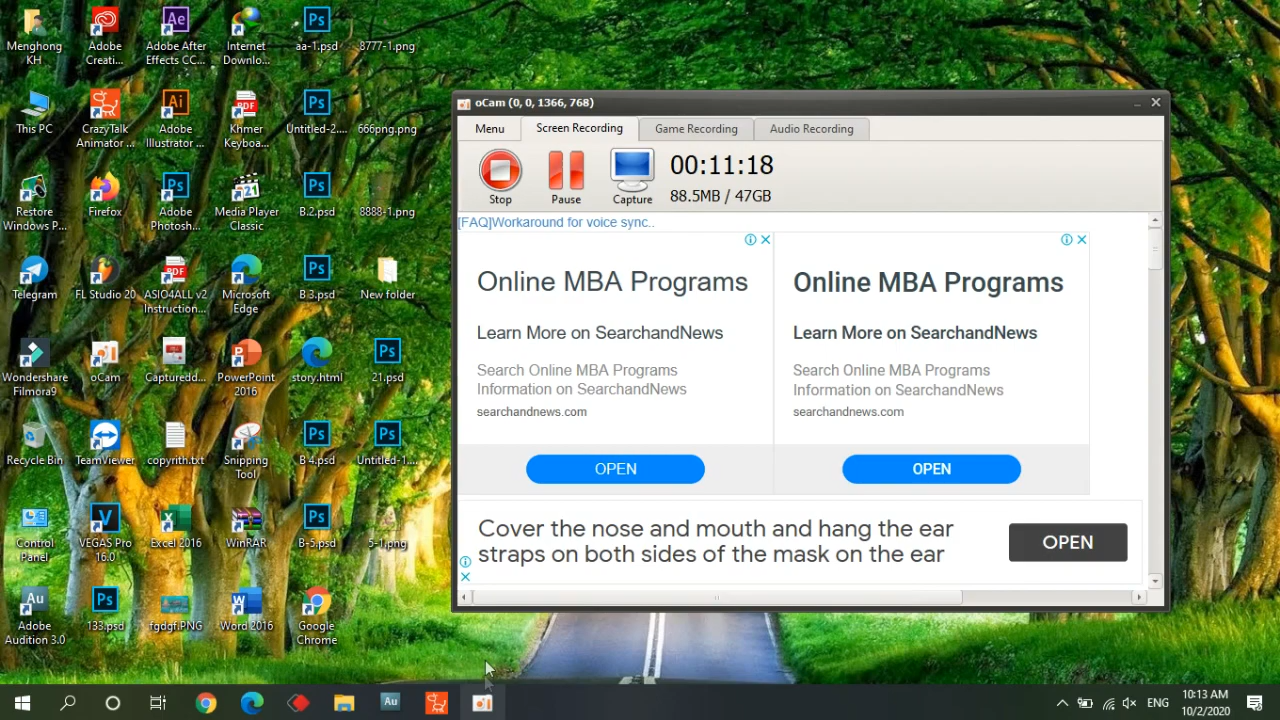 Menghong
KH
Adobe
Creati...
Adobe After
Effects CC...
Internet
Downlo...
aa-1.psd
8777-1.png
This PC
CrazyTalk
Animator ...
Adobe
Illustrator ...
Khmer
Keyboa...
Untitled-2....
666png.png
Restore
Windows P...
Firefox
Adobe
Photosh...
Media Player
Classic
B.2.psd
8888-1.png
Telegram
FL Studio 20
ASIO4ALL v2
Instruction...
Microsoft
Edge
B 3.psd
New folder
Wondershare
Filmora9
oCam
Capturedd...
PowerPoint
2016
story.html
21.psd
Recycle Bin
TeamViewer
copyrith.txt
Snipping
Tool
B 4.psd
Untitled-1....
Control
Panel
VEGAS Pro
16.0
Excel 2016
WinRAR
B-5.psd
5-1.png
Adobe
Audition 3.0
133.psd
fgdgf.PNG
Word 2016
Google
Chrome
oCam (0, 0, 1366, 768)
Menu
Screen Recording
Game Recording
Audio Recording
Stop
Pause
Capture
00:11:18
88.5MB / 47GB
[FAQ]Workaround for voice sync..
Online MBA Programs
Learn More on SearchandNews
Search Online MBA Programs
Information on SearchandNews
searchandnews.com
OPEN
Online MBA Programs
Learn More on SearchandNews
Search Online MBA Programs
Information on SearchandNews
searchandnews.com
OPEN
Cover the nose and mouth and hang the ear
straps on both sides of the mask on the ear
OPEN
ENG
10:13 AM
10/2/2020